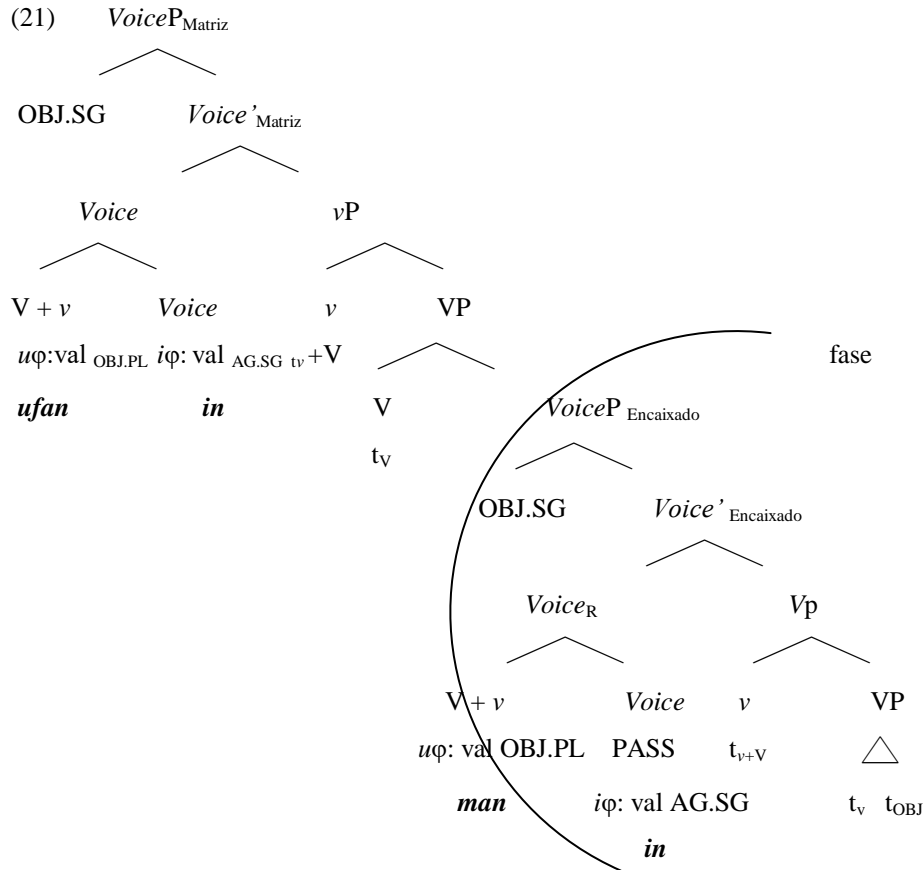 (21) VoiceP Matriz
OBJ.SG Voice’ Matriz
Voice vP
V + v Voice v VP
uφ:val OBJ.PL iφ: val AG.SG tv+V fase
ufan in V VoiceP Encaixado
tV
OBJ.SG Voice’ Encaixado
VoiceR Vp
V + v Voice v VP
uφ: val OBJ.PL PASS tv+V
man iφ: val AG.SG tv tOBJ
in